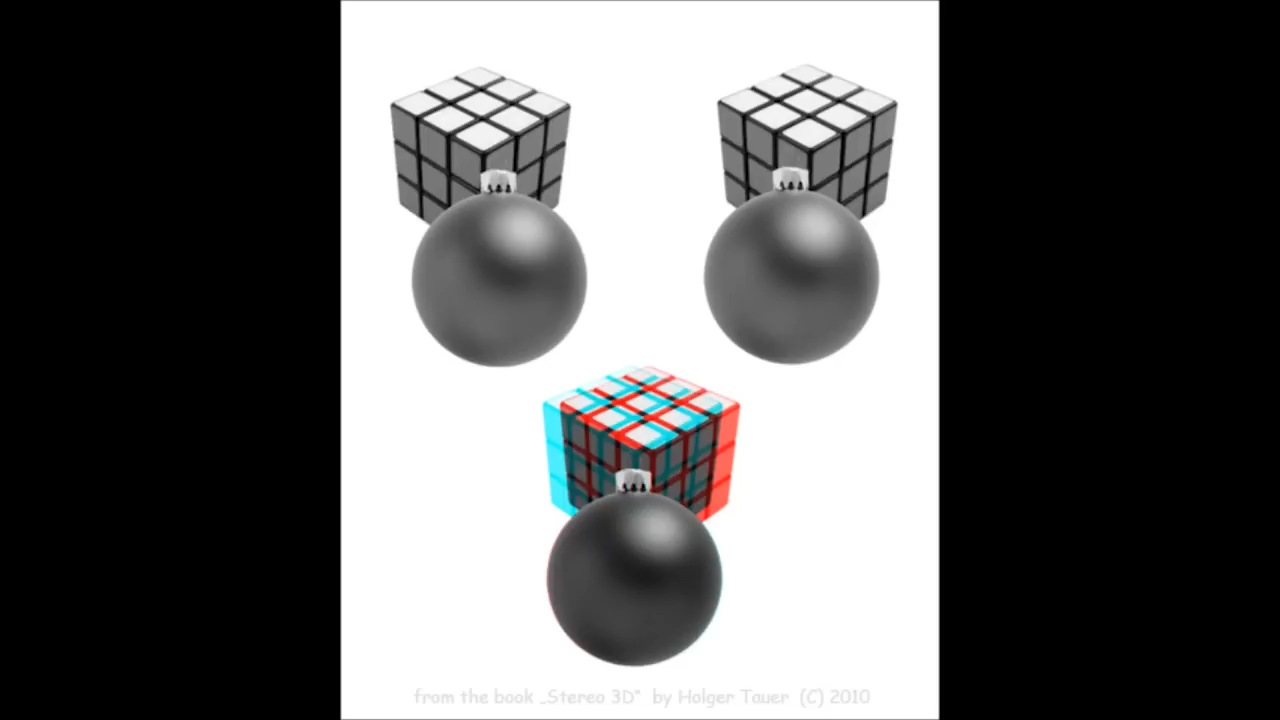 from the book „Stereo 3D“ by Holger Tauer (C) 2010